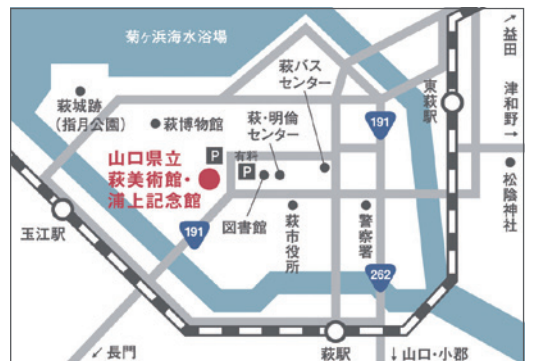 菊ヶ浜海水浴場
↗益田
津和野→
萩バス
センター
東萩駅
萩城跡
(指月公園)
萩博物館
萩・明倫
センター
191
P
有料
P
山口県立
萩美術館・
浦上記念館
松陰神社
玉江駅
191
図書館
萩市役所
警察署
262
↙長門
萩駅
↓山口・小郡